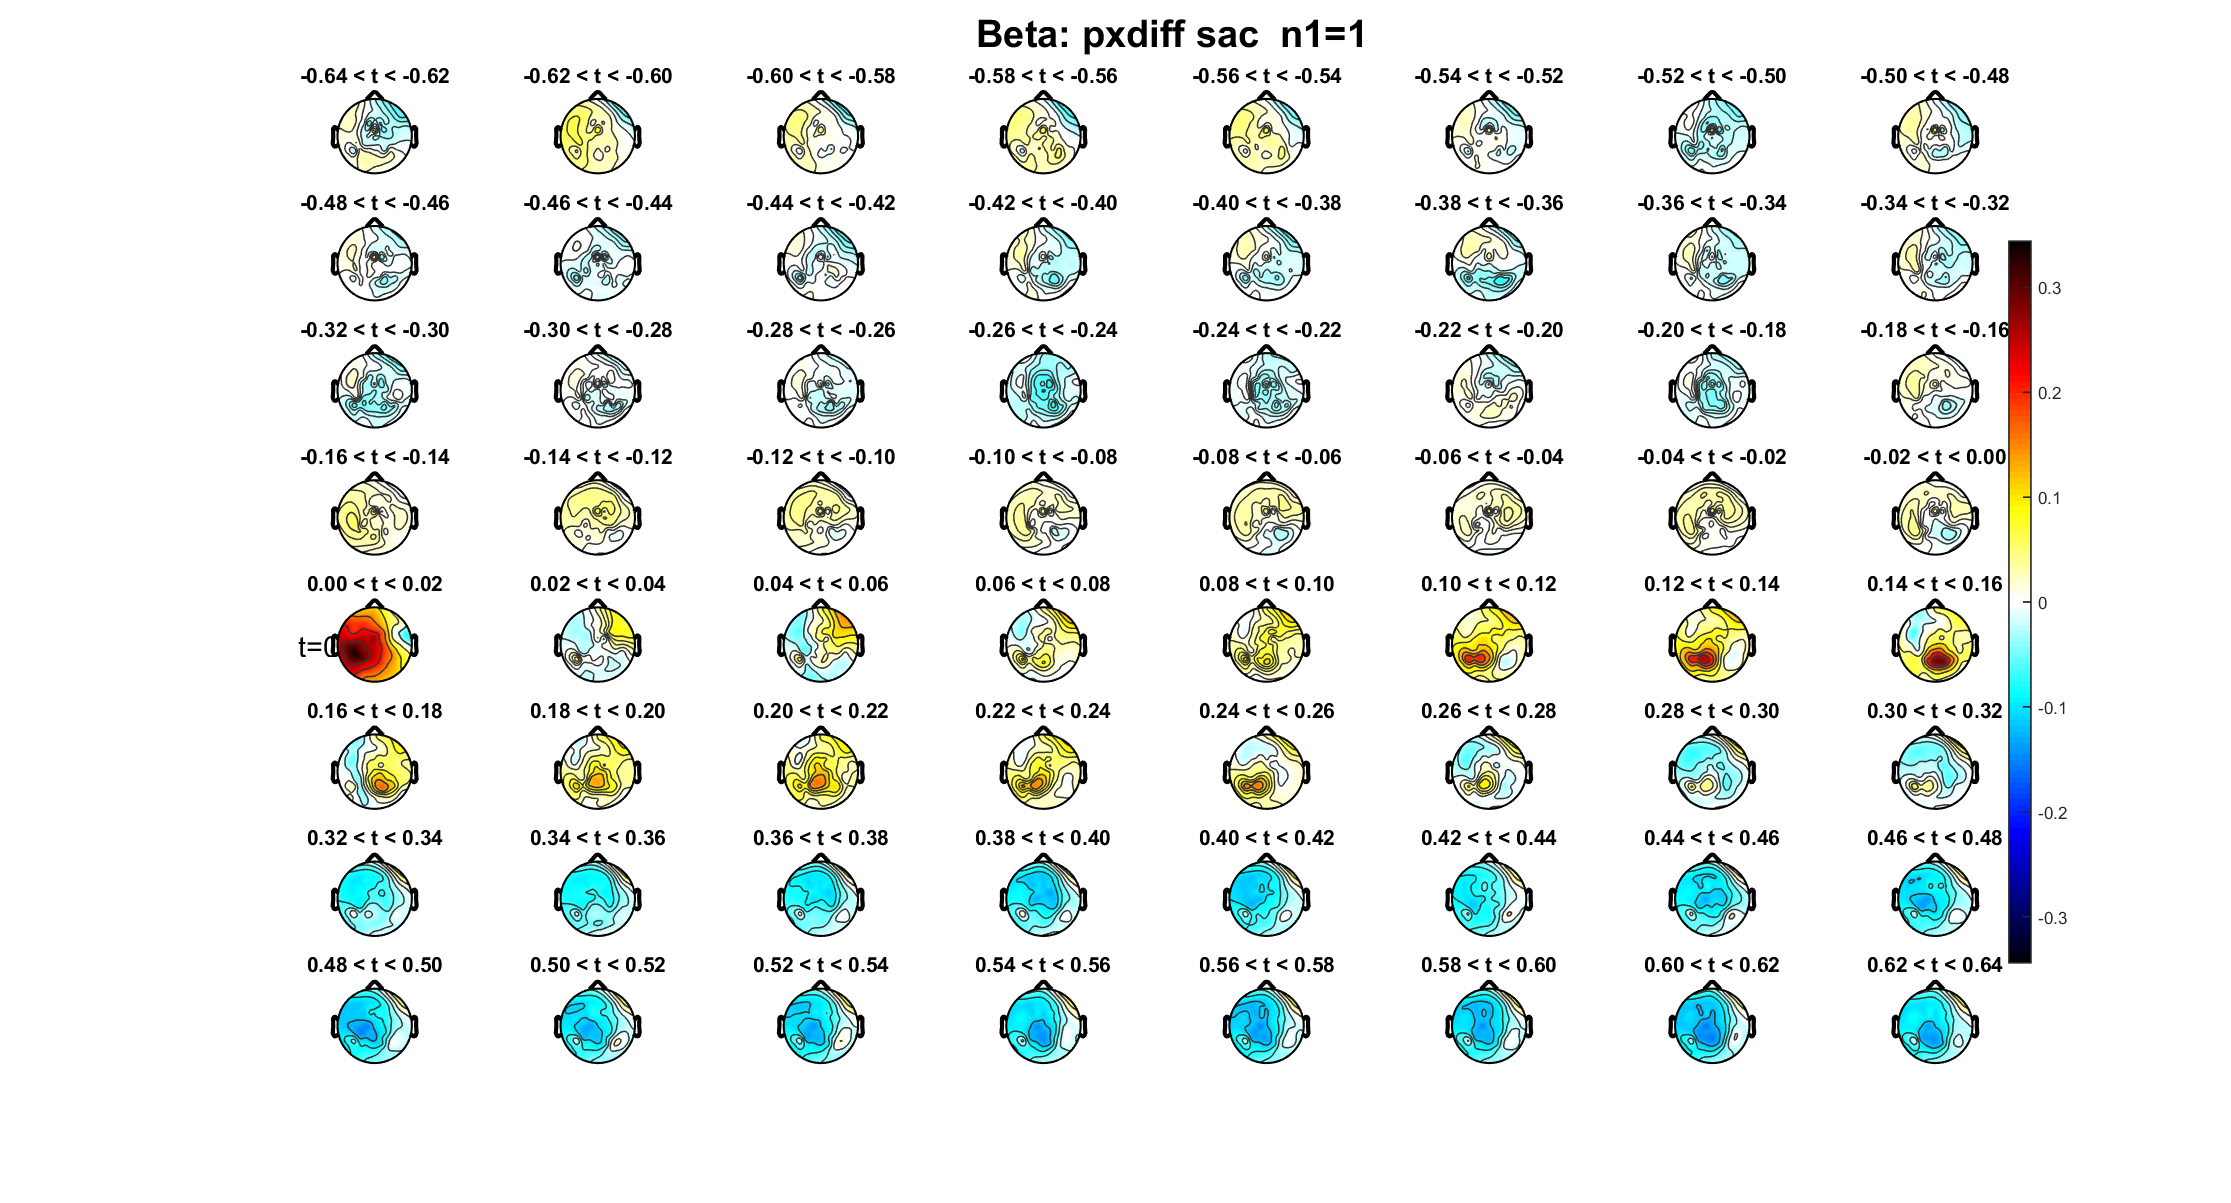 Beta: pxdiff sac  n1=1
-0.64 < t < -0.62
-0.62 < t < -0.60
-0.60 < t < -0.58
-0.58 < t < -0.56
-0.56 < t < -0.54
-0.54 < t < -0.52
-0.52 < t < -0.50
-0.50 < t < -0.48
-0.48 < t < -0.46
-0.46 < t < -0.44
-0.44 < t < -0.42
-0.42 < t < -0.40
-0.40 < t < -0.38
-0.38 < t < -0.36
-0.36 < t < -0.34
-0.34 < t < -0.32
-0.32 < t < -0.30
-0.30 < t < -0.28
-0.28 < t < -0.26
-0.26 < t < -0.24
-0.24 < t < -0.22
-0.22 < t < -0.20
-0.20 < t < -0.18
-0.18 < t < -0.16
-0.16 < t < -0.14
-0.14 < t < -0.12
-0.12 < t < -0.10
-0.10 < t < -0.08
-0.08 < t < -0.06
-0.06 < t < -0.04
-0.04 < t < -0.02
-0.02 < t < 0.00
0.00 < t < 0.02
0.02 < t < 0.04
0.04 < t < 0.06
0.06 < t < 0.08
0.08 < t < 0.10
0.10 < t < 0.12
0.12 < t < 0.14
0.14 < t < 0.16
t=0
0.16 < t < 0.18
0.18 < t < 0.20
0.20 < t < 0.22
0.22 < t < 0.24
0.24 < t < 0.26
0.26 < t < 0.28
0.28 < t < 0.30
0.30 < t < 0.32
0.32 < t < 0.34
0.34 < t < 0.36
0.36 < t < 0.38
0.38 < t < 0.40
0.40 < t < 0.42
0.42 < t < 0.44
0.44 < t < 0.46
0.46 < t < 0.48
0.48 < t < 0.50
0.50 < t < 0.52
0.52 < t < 0.54
0.54 < t < 0.56
0.56 < t < 0.58
0.58 < t < 0.60
0.60 < t < 0.62
0.62 < t < 0.64
0.3
0.2
0.1
0
-0.1
-0.2
-0.3